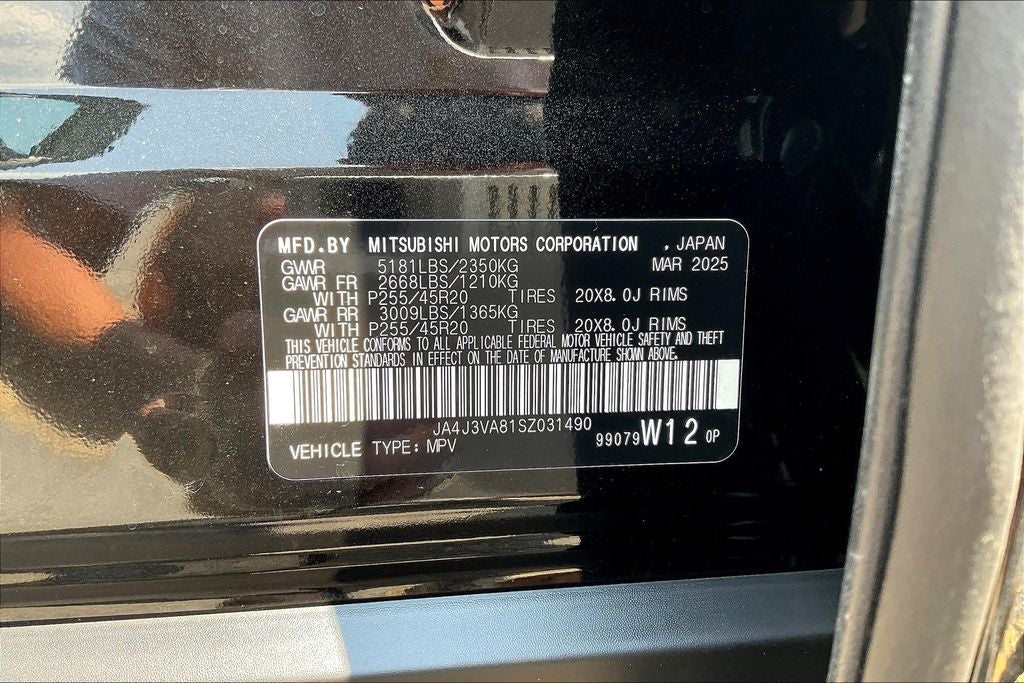 MFD.BY MITSUBISHI MOTORS CORPORATION , JAPAN
GVWR 5181LBS/2350KG MAR 2025
GAWR FR 2668LBS/1210KG
WITH P255/45R20 TIRES 20X8.0J RIMS
GAWR RR 3009LBS/1365KG
WITH P255/45R20 TIRES 20X8.0J RIMS
THIS VEHICLE CONFORMS TO ALL APPLICABLE FEDERAL MOTOR VEHICLE SAFETY AND THEFT
PREVENTION STANDARDS IN EFFECT ON THE DATE OF MANUFACTURE SHOWN ABOVE.
JA4J3VA81SZ031490
VEHICLE TYPE: MPV 99079 W12 0P